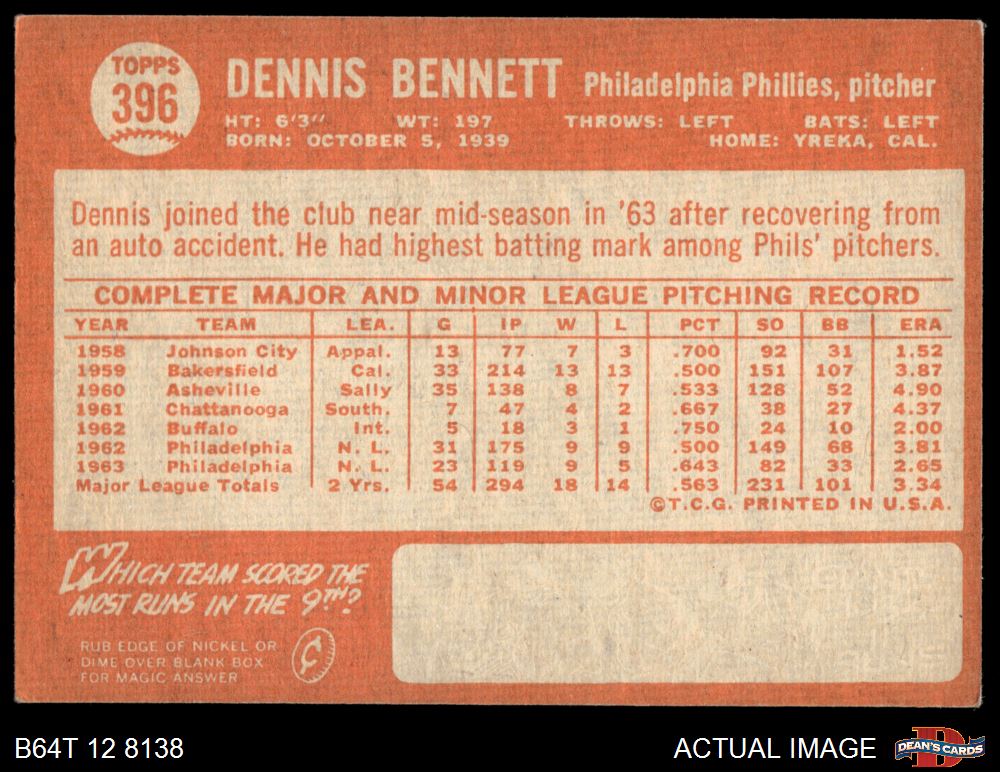 TOPPS
396
DENNIS BENNETT Philadelphia Phillies, pitcher
HT: 6'3" WT: 197 THROWS: LEFT BATS: LEFT
BORN: OCTOBER 5, 1939 HOME: YREKA, CAL.
Dennis joined the club near mid-season in '63 after recovering from
an auto accident. He had highest batting mark among Phils' pitchers.
COMPLETE MAJOR AND MINOR LEAGUE PITCHING RECORD
YEAR TEAM LEA. G IP W L PCT SO BB ERA
1958 Johnson City Appal. 13 77 7 3 .700 92 31 1.52
1959 Bakersfield Cal. 33 214 13 13 .500 151 107 3.87
1960 Asheville Sally 35 138 8 7 .533 128 52 4.90
1961 Chattanooga South. 7 47 4 2 .667 38 27 4.37
1962 Buffalo Int. 5 18 3 1 .750 24 10 2.00
1962 Philadelphia N. L. 31 175 9 9 .500 149 68 3.81
1963 Philadelphia N. L. 23 119 9 5 .643 82 33 2.65
Major League Totals 2 Yrs. 54 294 18 14 .563 231 101 3.34
©T.C.G. PRINTED IN U.S.A.
WHICH TEAM SCORED THE
MOST RUNS IN THE 9TH?
RUB EDGE OF NICKEL OR
DIME OVER BLANK BOX
FOR MAGIC ANSWER
¢
B64T 12 8138 ACTUAL IMAGE D DEAN'S CARDS